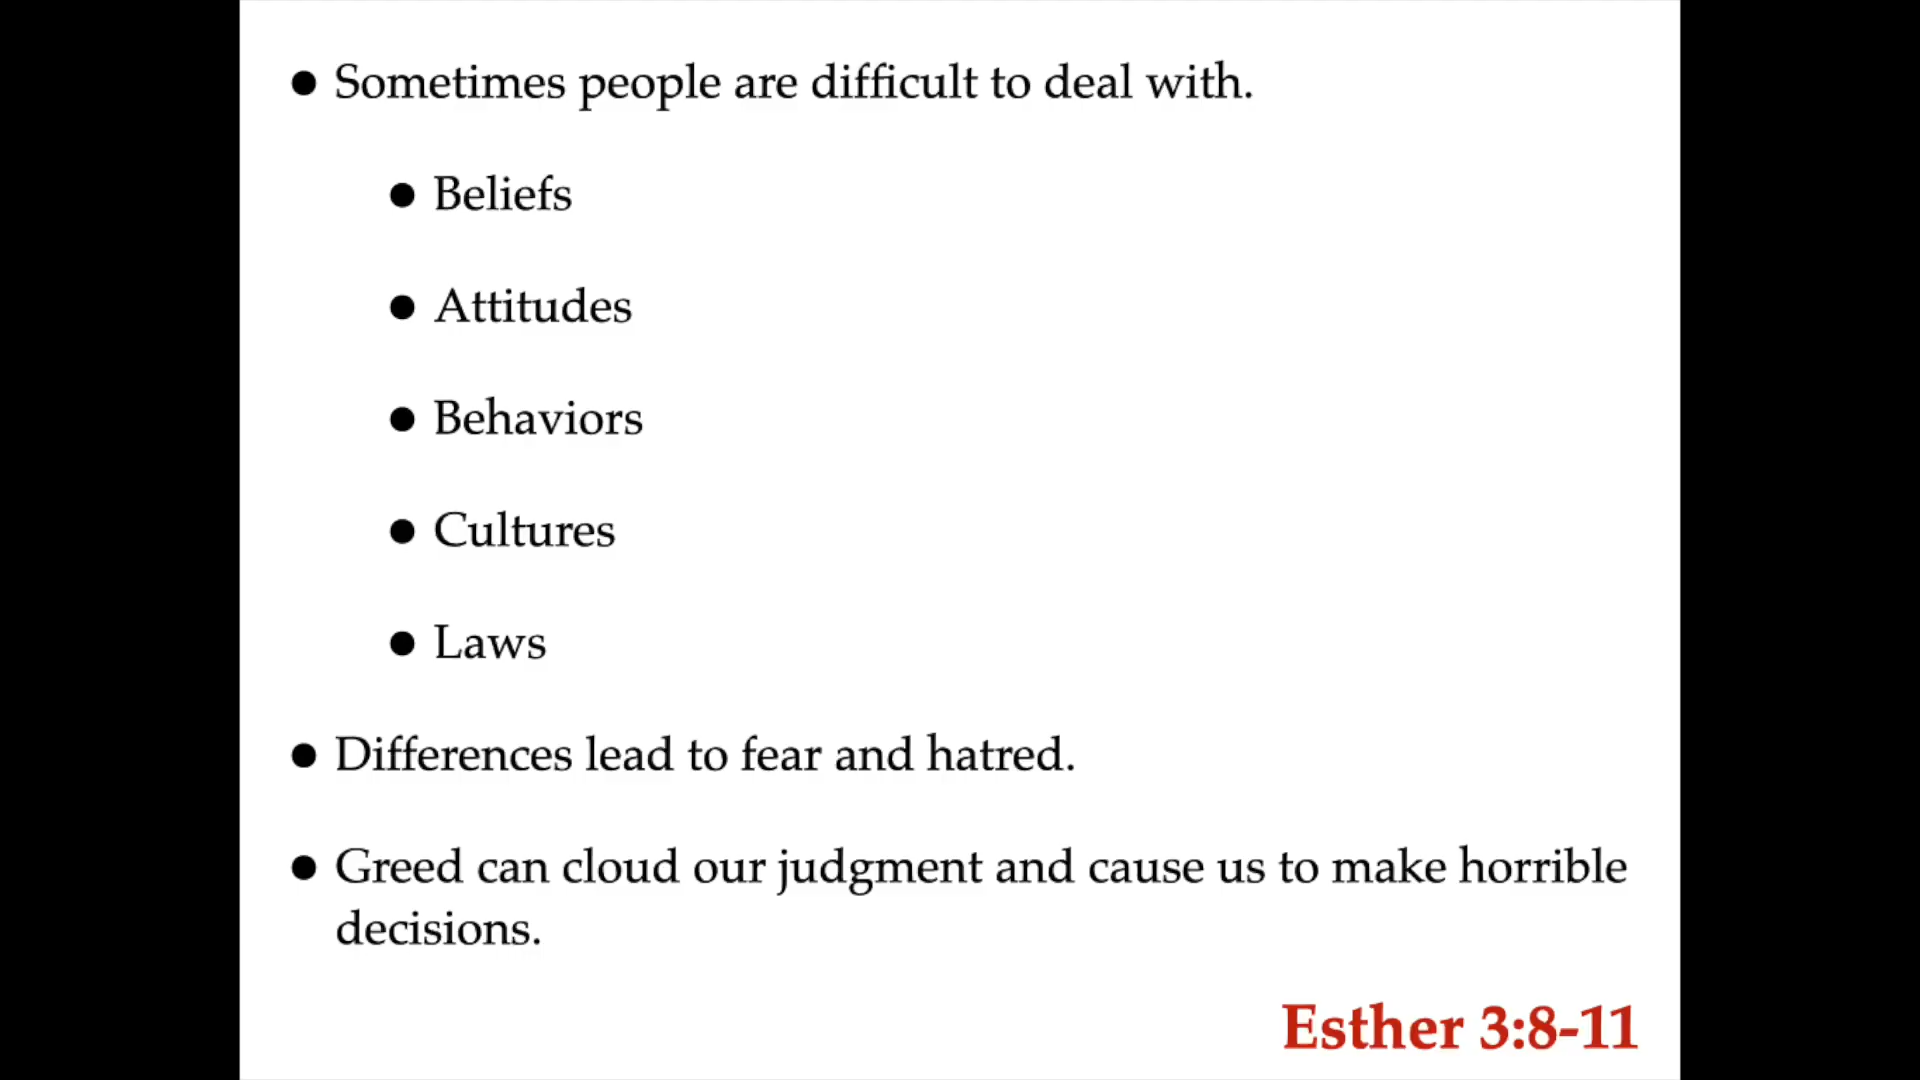 ● Sometimes people are difficult to deal with.
● Beliefs
● Attitudes
● Behaviors
● Cultures
● Laws
● Differences lead to fear and hatred.
● Greed can cloud our judgment and cause us to make horrible
decisions.
Esther 3:8-11